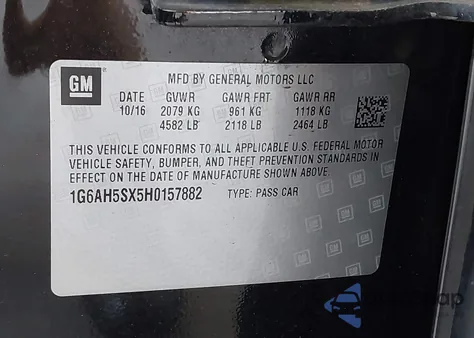 GM
MFD BY GENERAL MOTORS LLC
DATE GVWR GAWR FRT GAWR RR
10/16 2079 KG 961 KG 1118 KG
4582 LB 2118 LB 2464 LB
THIS VEHICLE CONFORMS TO ALL APPLICABLE U.S. FEDERAL MOTOR
VEHICLE SAFETY, BUMPER, AND THEFT PREVENTION STANDARDS IN
EFFECT ON THE DATE OF MANUFACTURE SHOWN ABOVE.
1G6AH5SX5H0157882 TYPE: PASS CAR